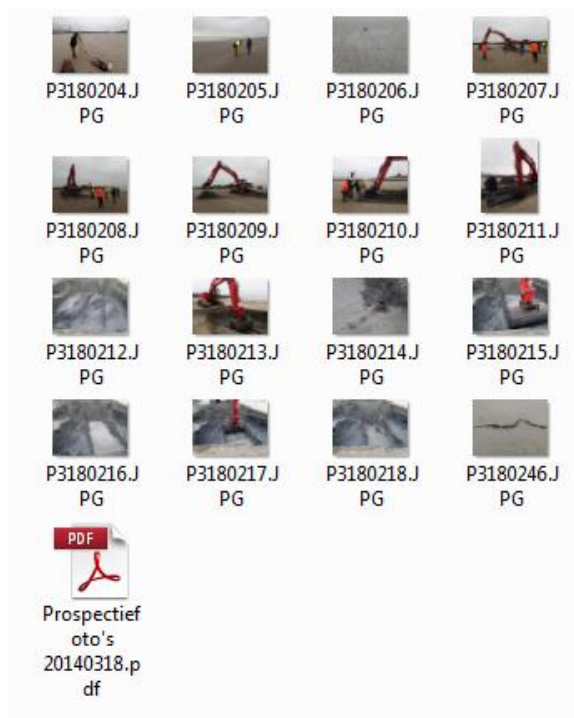 P3180204.J P3180205.J P3180206.J P3180207.J
PG PG PG PG
P3180208.J P3180209.J P3180210.J P3180211.J
PG PG PG PG
P3180212.J P3180213.J P3180214.J P3180215.J
PG PG PG PG
P3180216.J P3180217.J P3180218.J P3180246.J
PG PG PG PG
PDF
Prospectief
oto's
20140318.p
df